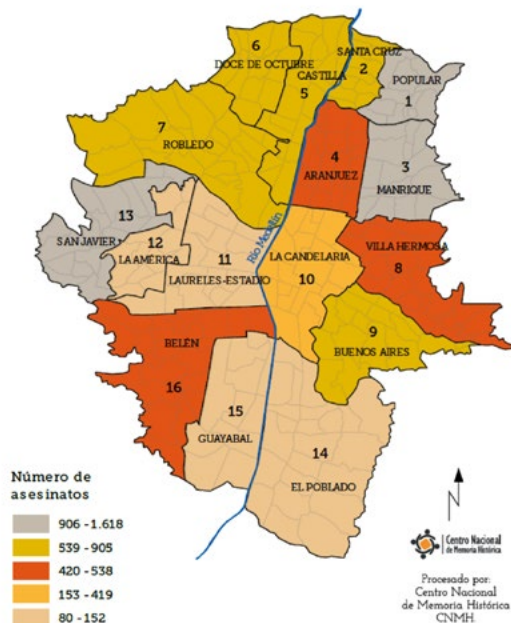 6
DOCE DE OCTUBRE
SANTA CRUZ
2
CASTILLA
5
POPULAR
1
7
ROBLEDO
4
ARANJUEZ
3
MANRIQUE
13
SAN JAVIER
12
LA AMÉRICA
11
LAURELES-ESTADIO
Río Medellín
LA CANDELARIA
10
VILLA HERMOSA
8
9
BUENOS AIRES
BELÉN
16
15
GUAYABAL
14
EL POBLADO
Número de
asesinatos
906 - 1.618
539 - 905
420 - 538
153 - 419
80 - 152
N
Centro Nacional
de Memoria Histórica
Procesado por:
Centro Nacional
de Memoria Histórica
CNMH.